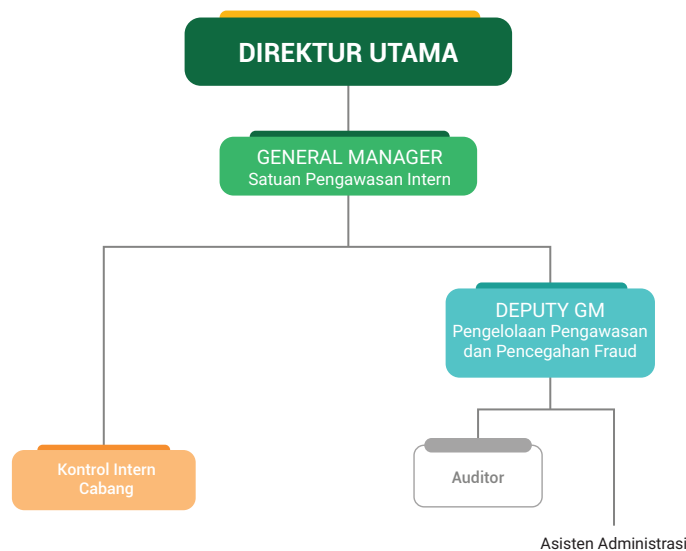 DIREKTUR UTAMA
GENERAL MANAGER
Satuan Pengawasan Intern
DEPUTY GM
Pengelolaan Pengawasan
dan Pencegahan Fraud
Kontrol Intern
Cabang
Auditor
Asisten Administrasi